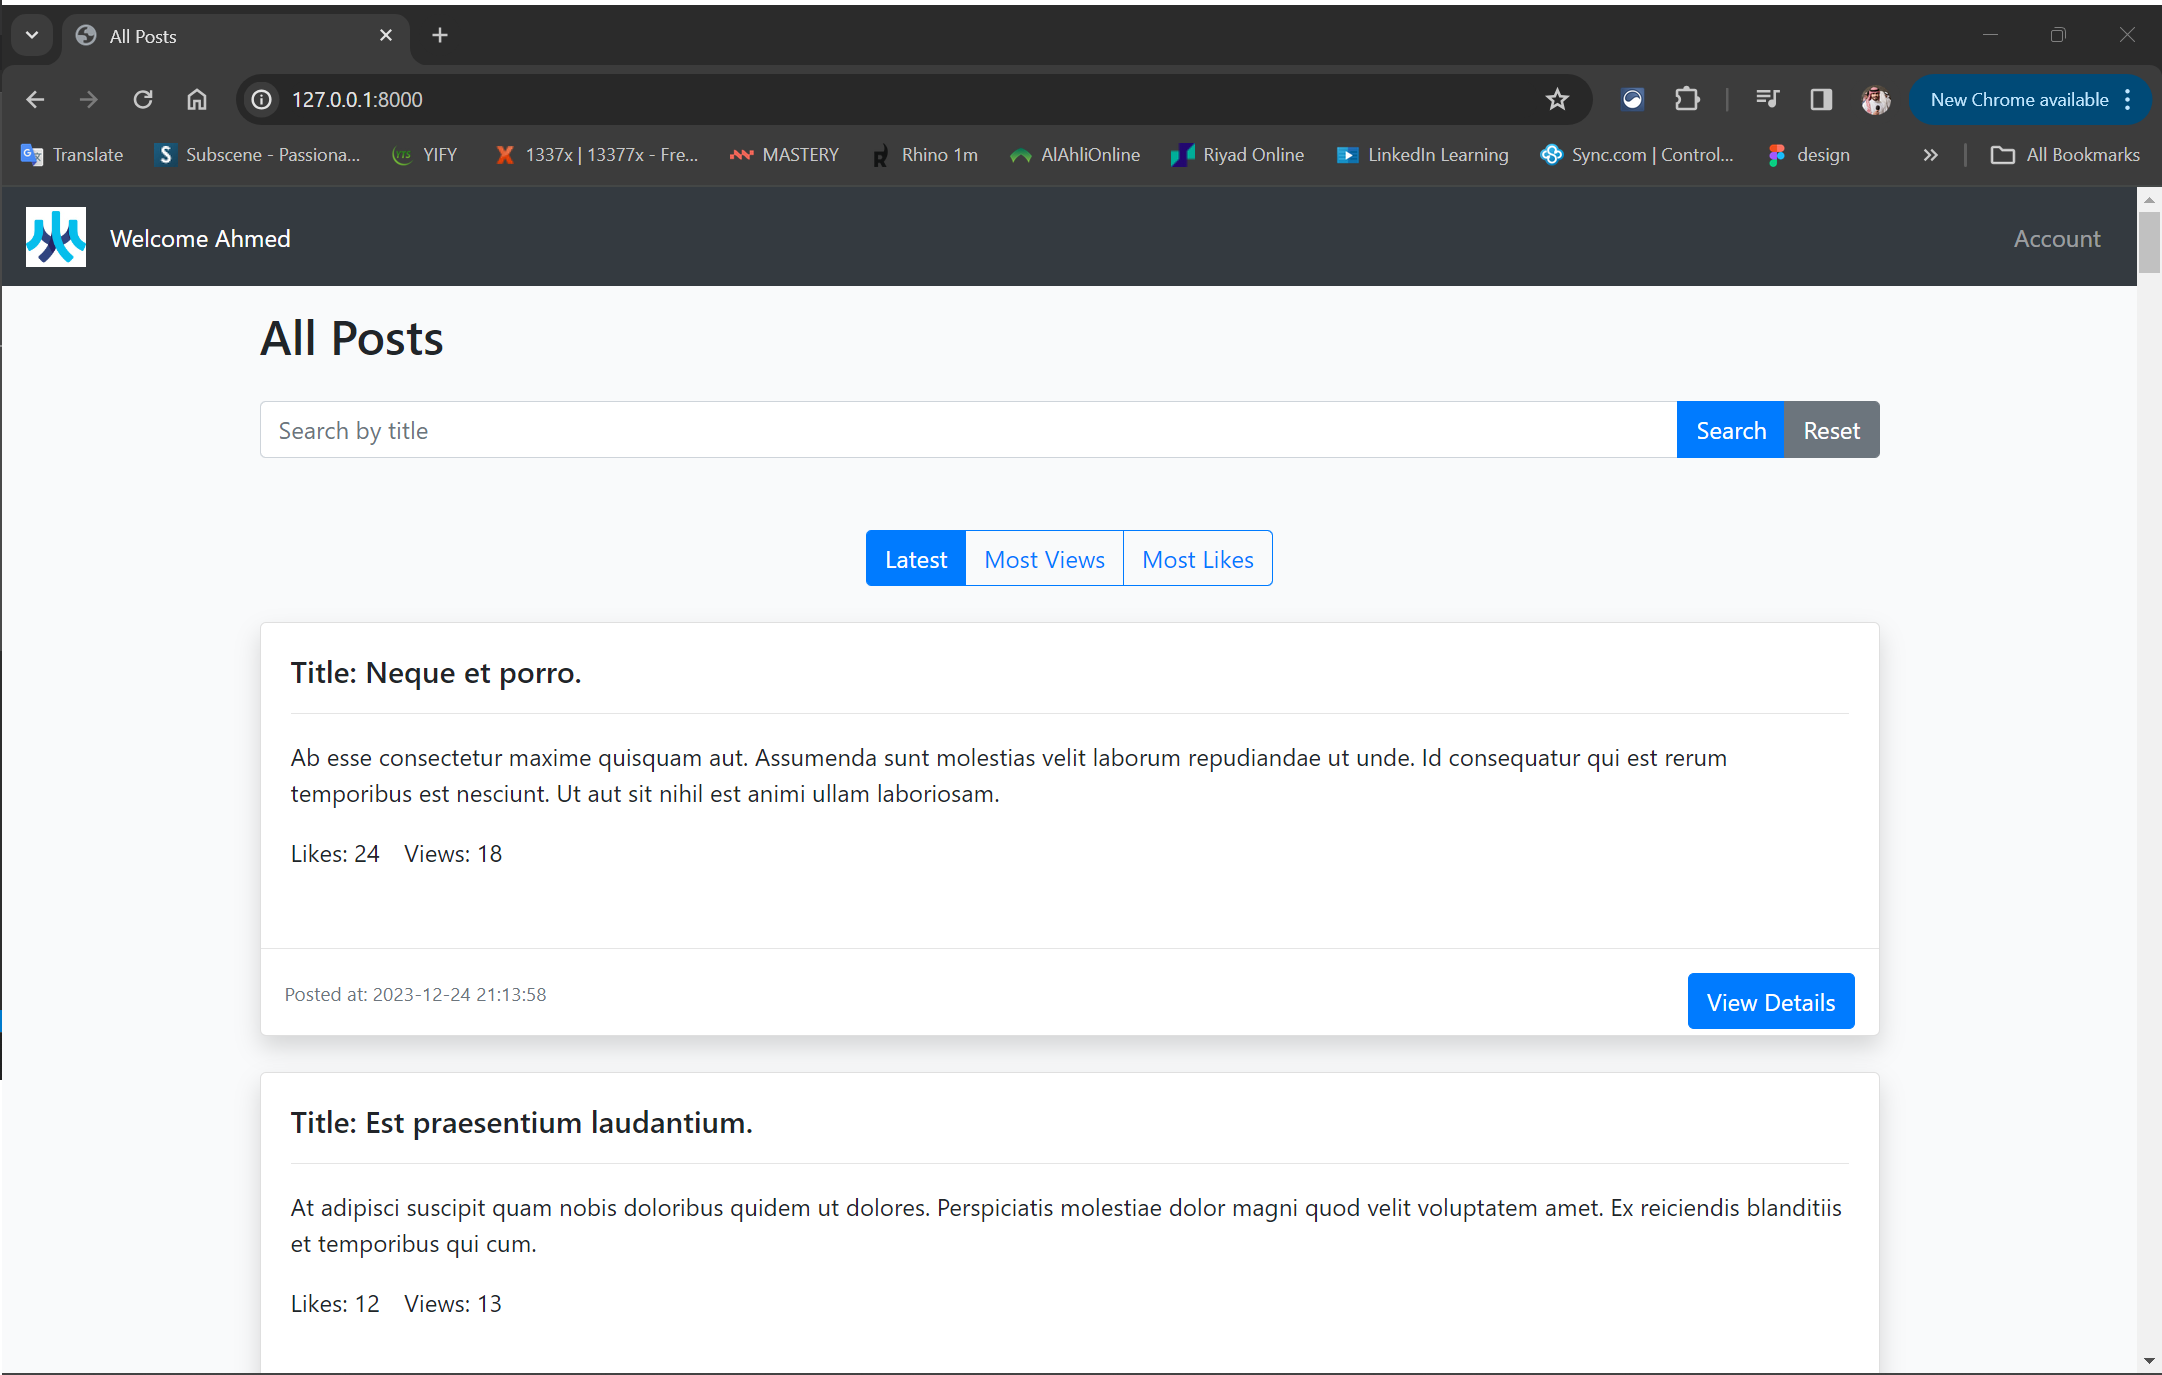 All Posts
127.0.0.1:8000
New Chrome available
Translate
Subscene - Passiona...
YIFY
1337x | 13377x - Fre...
MASTERY
Rhino 1m
AlAhliOnline
Riyad Online
LinkedIn Learning
Sync.com | Control...
design
All Bookmarks
Welcome Ahmed
Account
All Posts
Search by title
Search
Reset
Latest
Most Views
Most Likes
Title: Neque et porro.
Ab esse consectetur maxime quisquam aut. Assumenda sunt molestias velit laborum repudiandae ut unde. Id consequatur qui est rerum
temporibus est nesciunt. Ut aut sit nihil est animi ullam laboriosam.
Likes: 24 Views: 18
Posted at: 2023-12-24 21:13:58
View Details
Title: Est praesentium laudantium.
At adipisci suscipit quam nobis doloribus quidem ut dolores. Perspiciatis molestiae dolor magni quod velit voluptatem amet. Ex reiciendis blanditiis
et temporibus qui cum.
Likes: 12 Views: 13